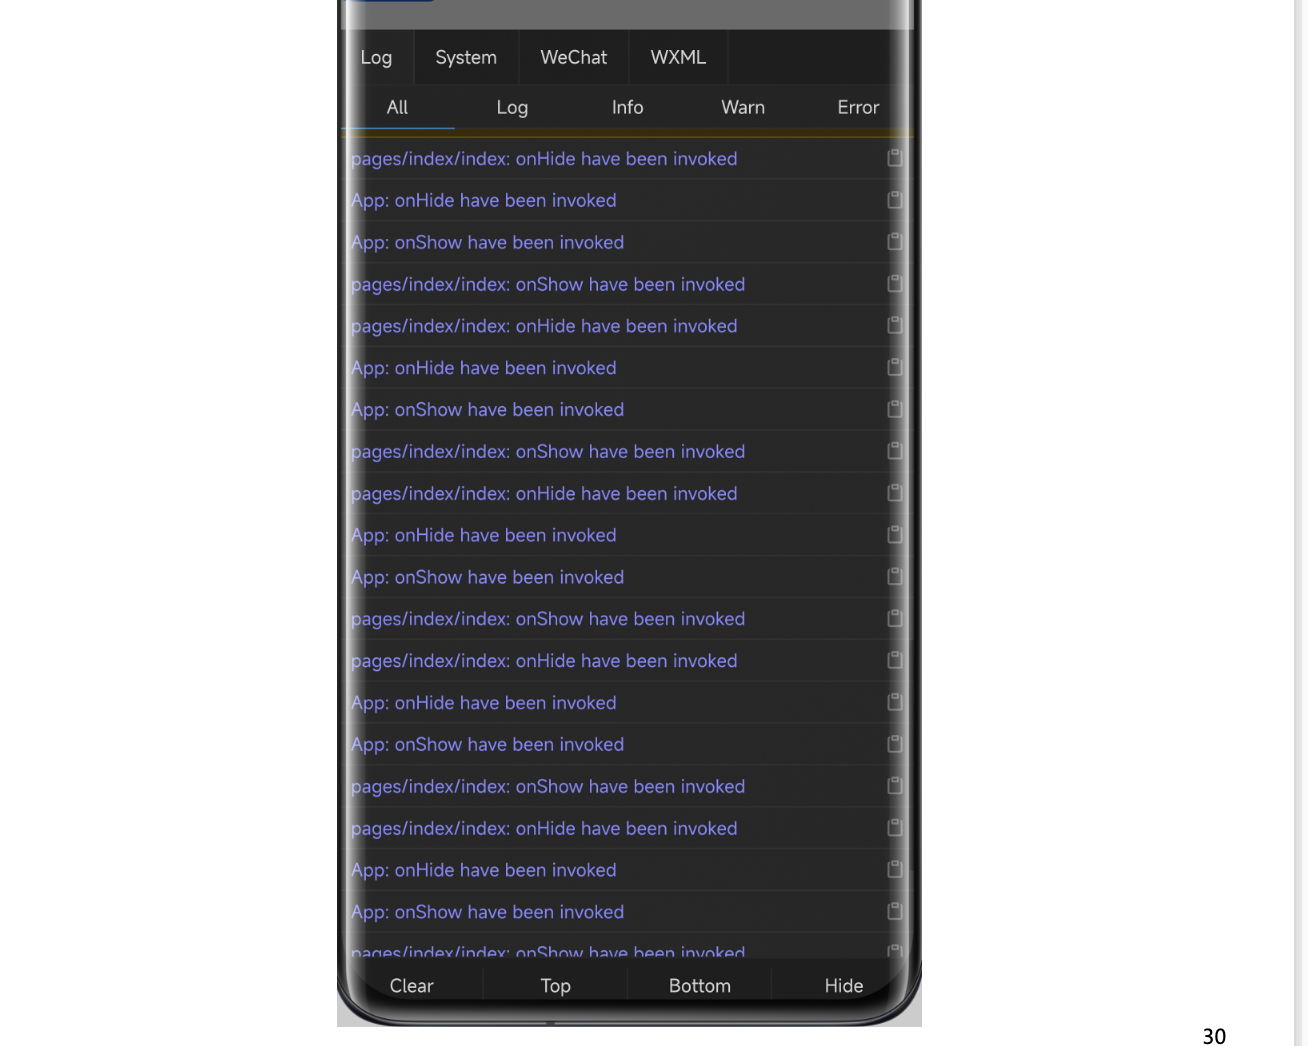 Log System WeChat WXML
All Log Info Warn Error
pages/index/index: onHide have been invoked
App: onHide have been invoked
App: onShow have been invoked
pages/index/index: onShow have been invoked
pages/index/index: onHide have been invoked
App: onHide have been invoked
App: onShow have been invoked
pages/index/index: onShow have been invoked
pages/index/index: onHide have been invoked
App: onHide have been invoked
App: onShow have been invoked
pages/index/index: onShow have been invoked
pages/index/index: onHide have been invoked
App: onHide have been invoked
App: onShow have been invoked
pages/index/index: onShow have been invoked
pages/index/index: onHide have been invoked
App: onHide have been invoked
App: onShow have been invoked
pages/index/index: onShow have been invoked
Clear Top Bottom Hide
30